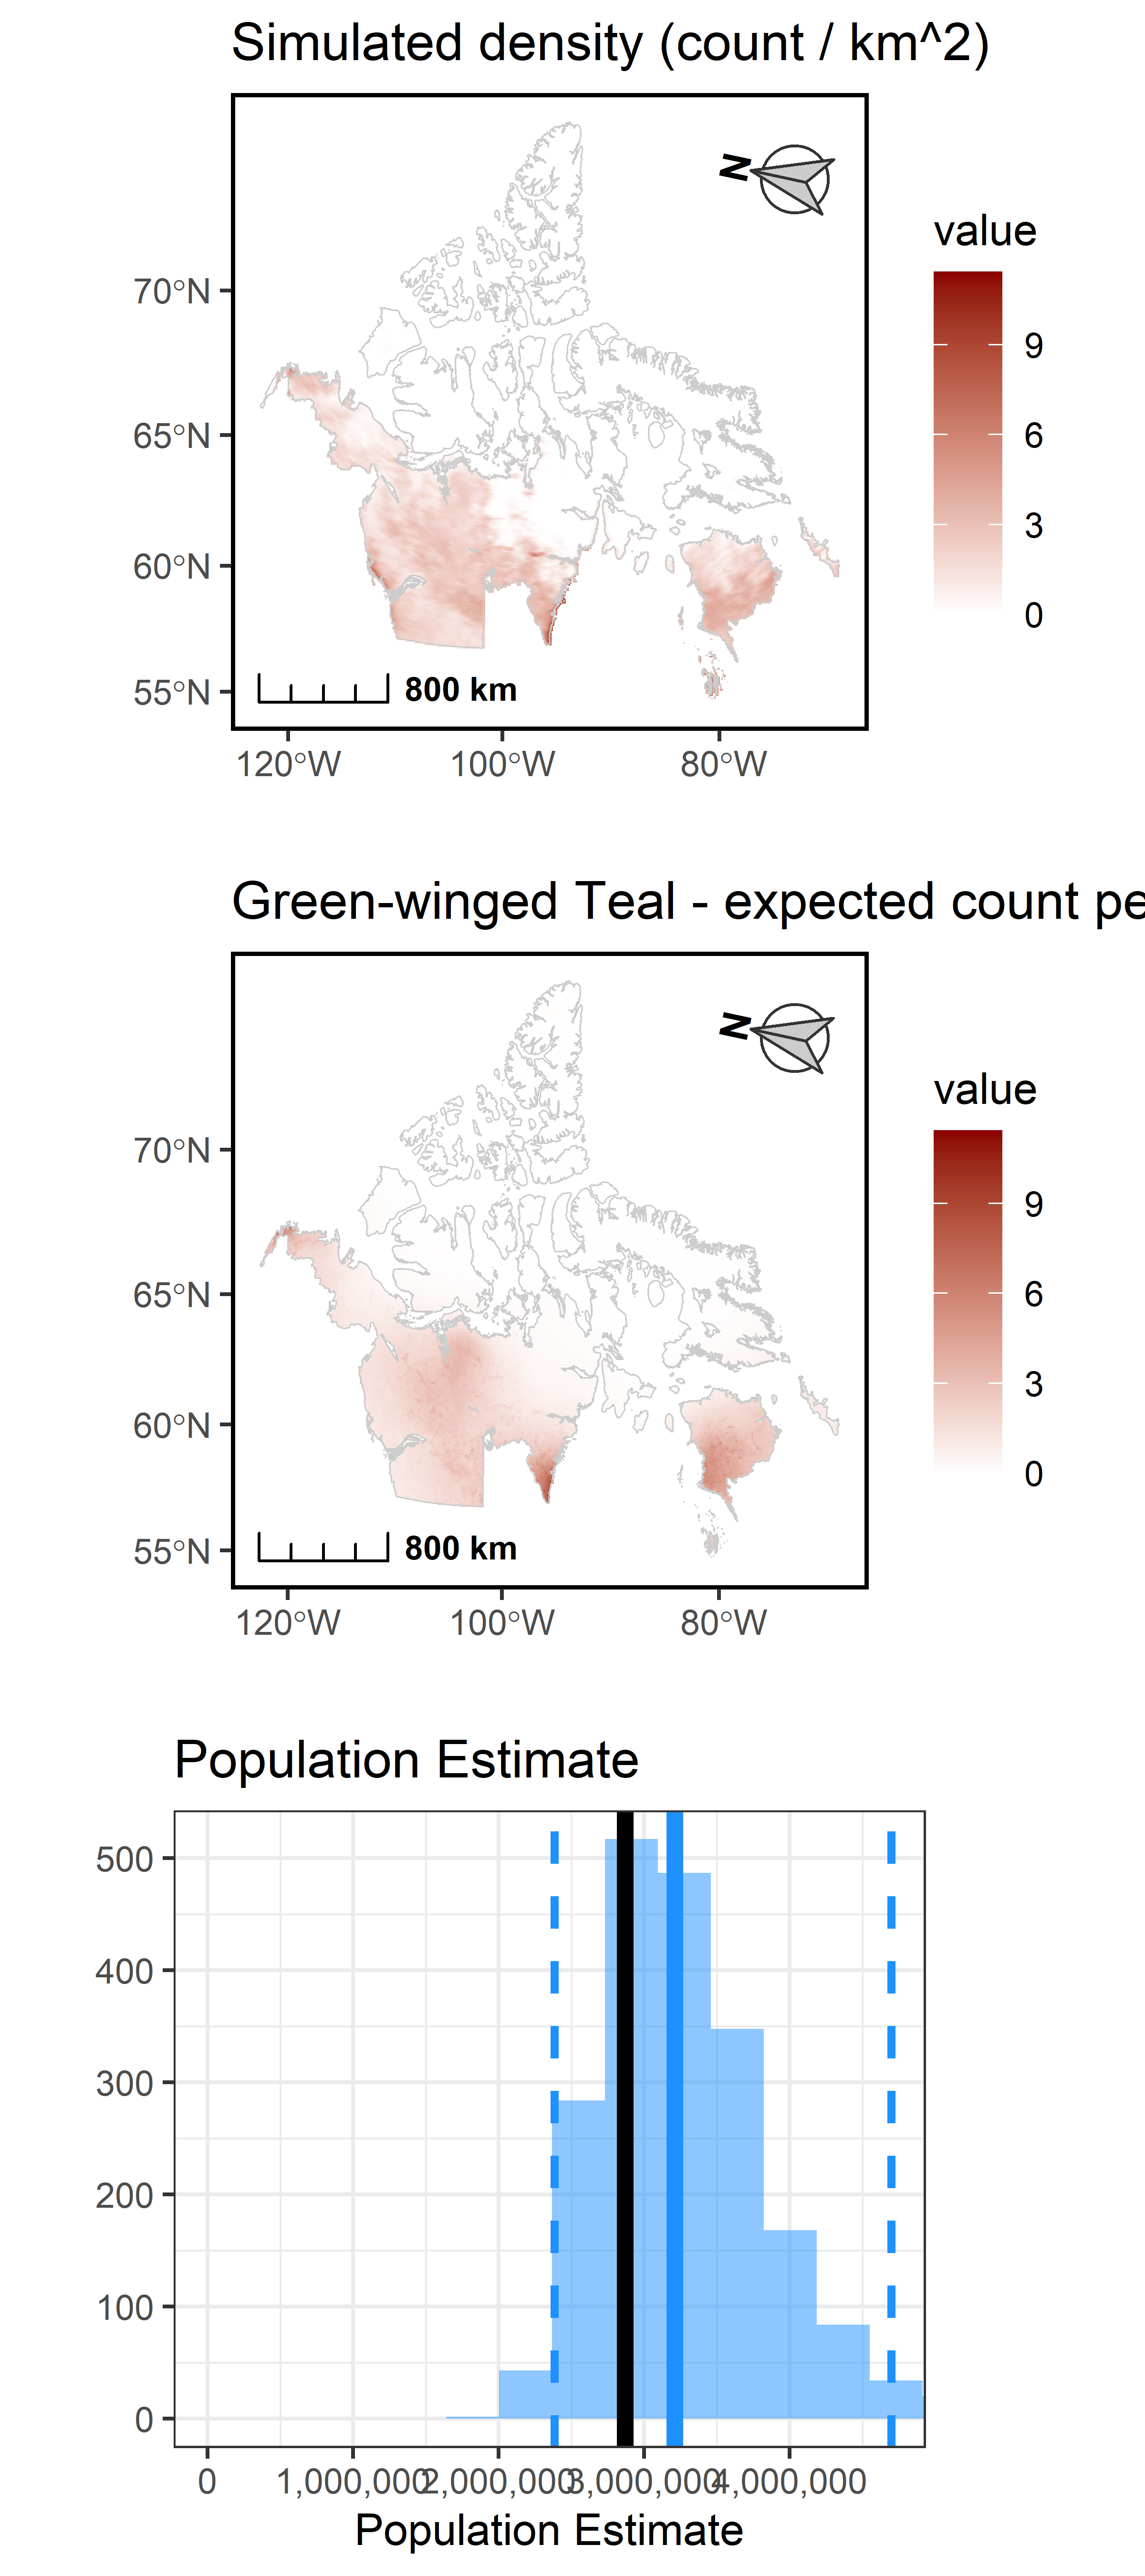 Simulated density (count / km^2)
N
value
70°N
9
65°N
6
3
60°N
0
55°N
800 km
120°W 100°W 80°W
Green-winged Teal - expected count pe
N
value
70°N
9
65°N
6
3
60°N
0
55°N
800 km
120°W 100°W 80°W
Population Estimate
500
400
300
200
100
0
0 1,000,000 2,000,000 3,000,000 4,000,000
Population Estimate